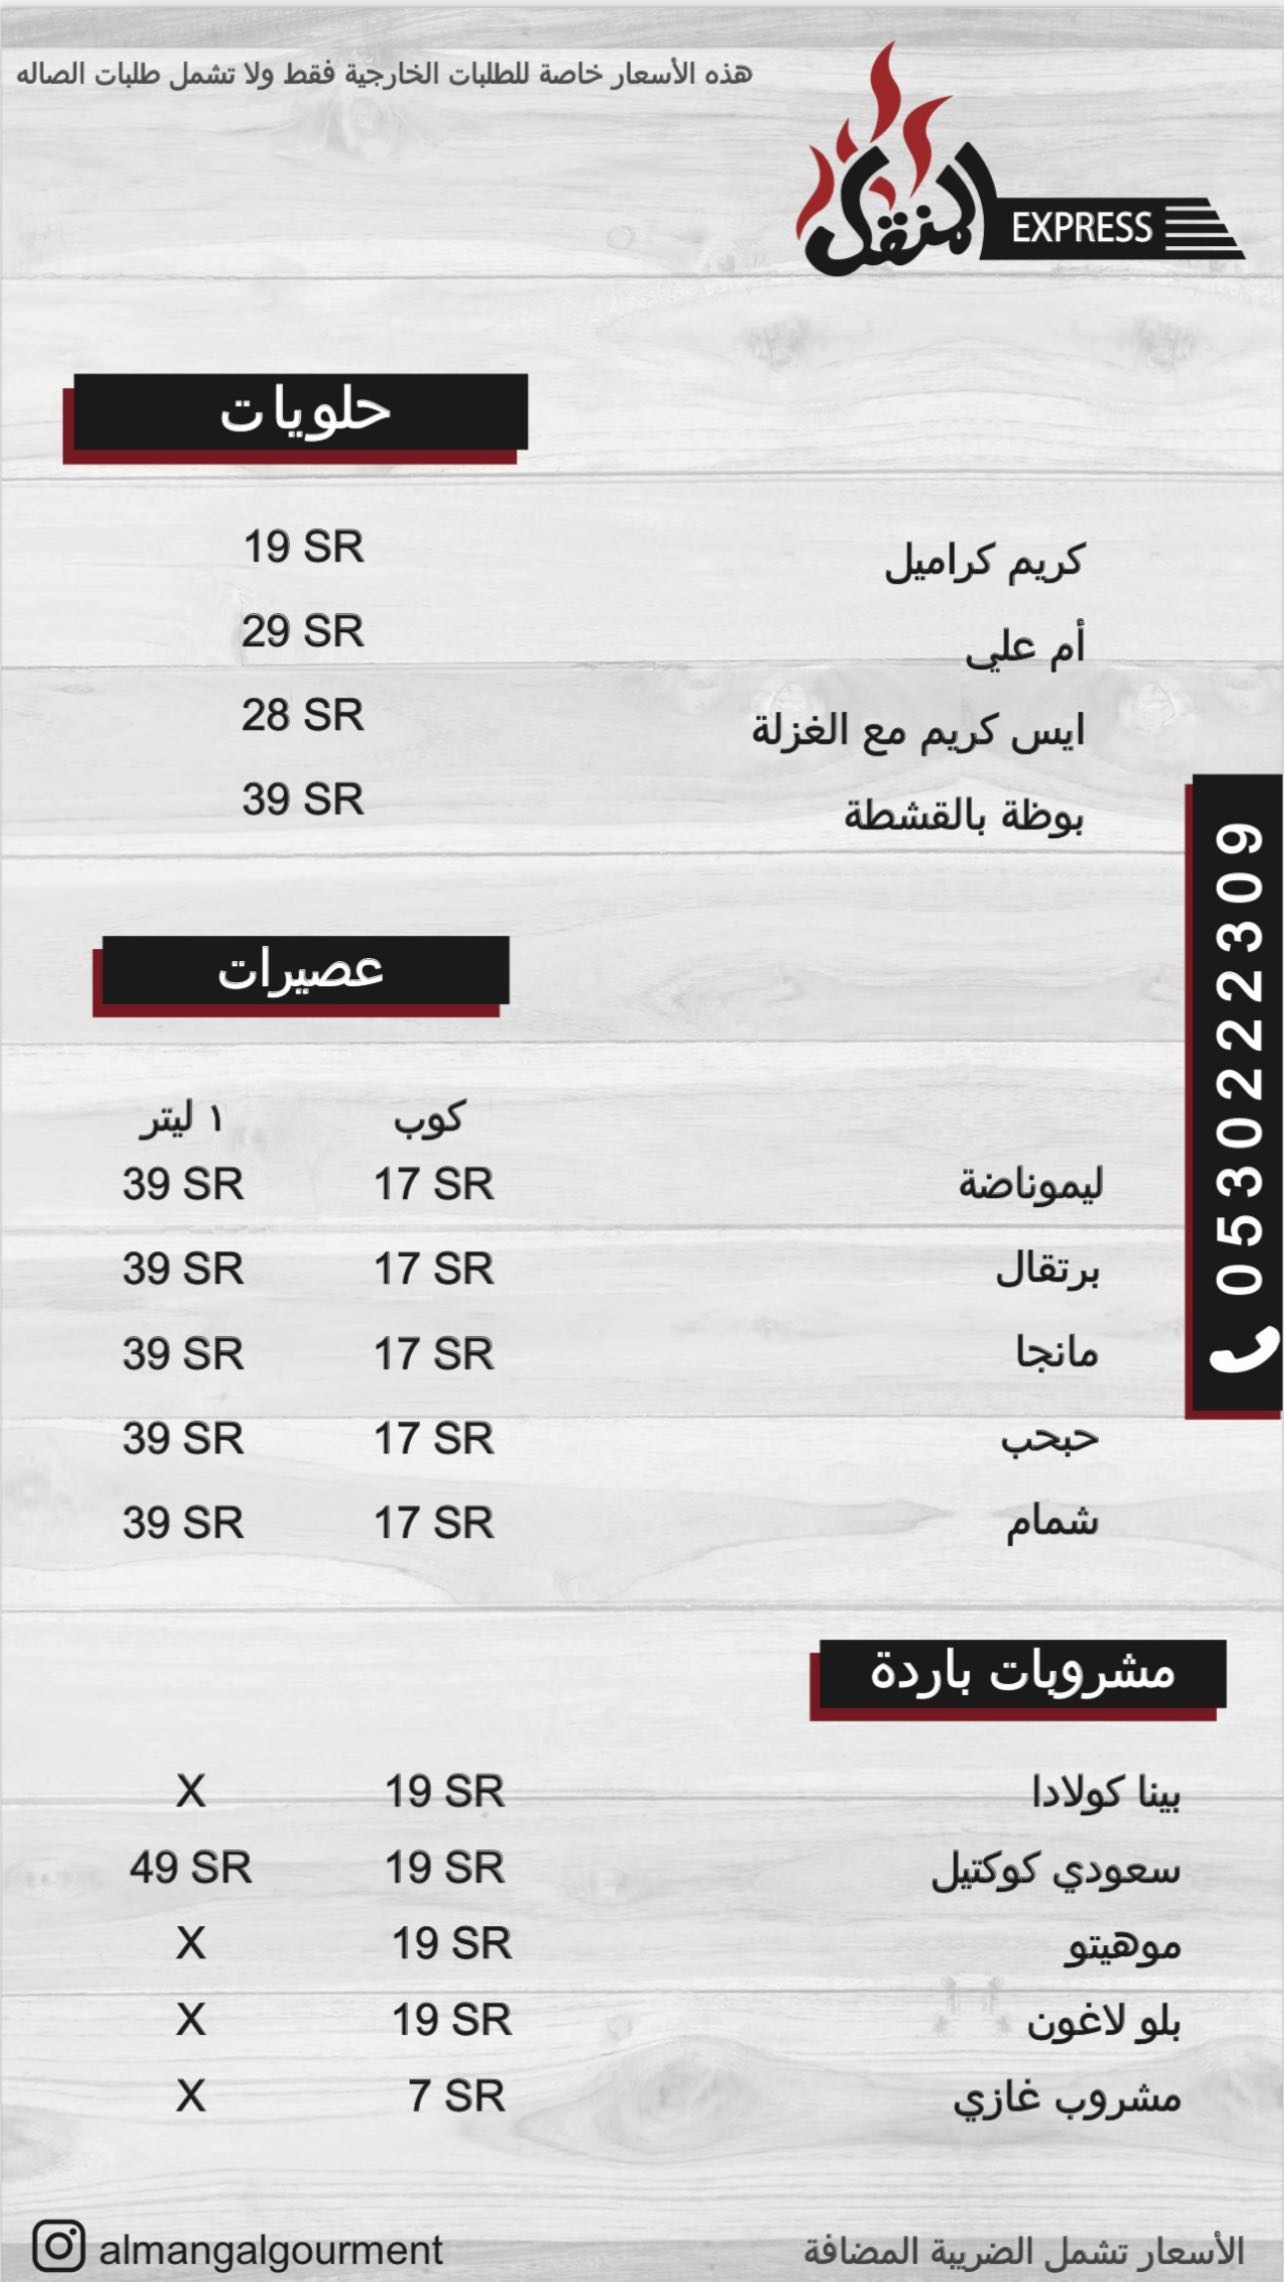 هذه الأسعار خاصة للطلبات الخارجية فقط ولا تشمل طلبات الصاله
المنقل EXPRESS
حلويات
كريم كراميل 19 SR
أم علي 29 SR
ايس كريم مع الغزلة 28 SR
بوظة بالقشطة 39 SR
0530222309
عصيرات
كوب ١ ليتر
ليموناضة 17 SR 39 SR
برتقال 17 SR 39 SR
مانجا 17 SR 39 SR
حبحب 17 SR 39 SR
شمام 17 SR 39 SR
مشروبات باردة
بينا كولادا 19 SR X
سعودي كوكتيل 19 SR 49 SR
موهيتو 19 SR X
بلو لاغون 19 SR X
مشروب غازي 7 SR X
الأسعار تشمل الضريبة المضافة
almangalgourment